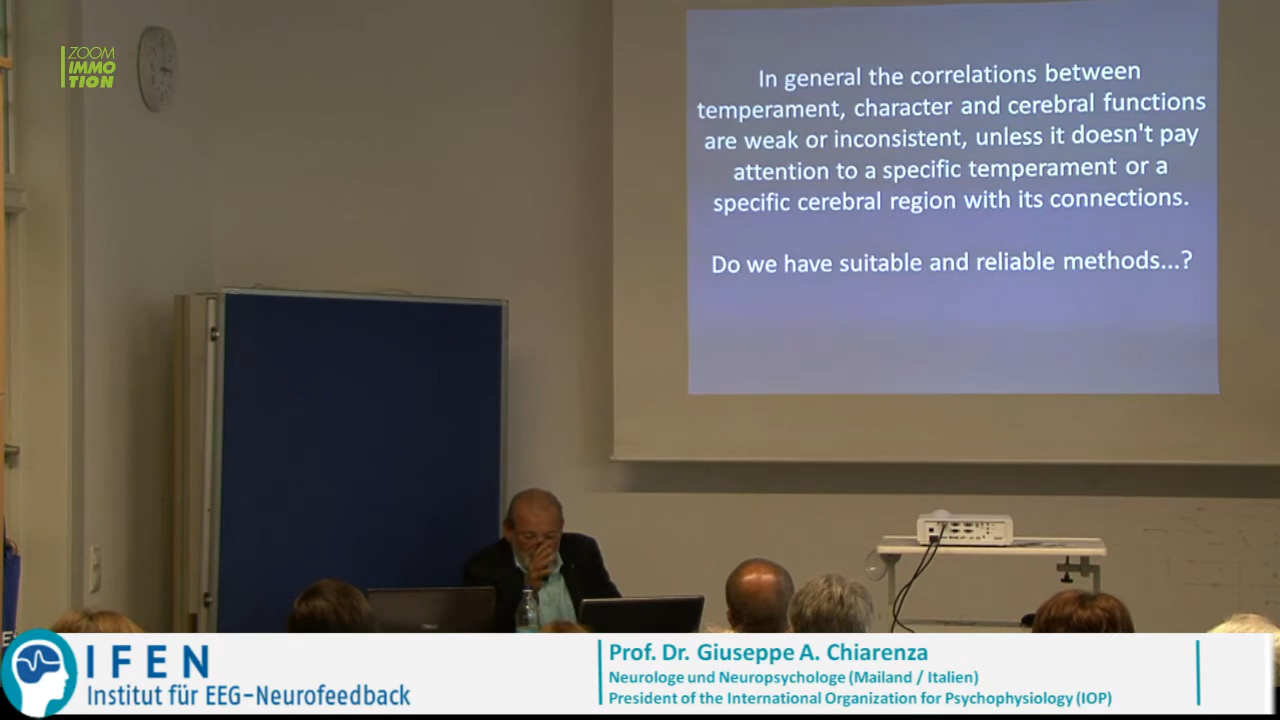 ZOOM
IMMO
TION
In general the correlations between
temperament, character and cerebral functions
are weak or inconsistent, unless it doesn't pay
attention to a specific temperament or a
specific cerebral region with its connections.
Do we have suitable and reliable methods...?
IFEN
Institut für EEG-Neurofeedback
Prof. Dr. Giuseppe A. Chiarenza
Neurologe und Neuropsychologe (Mailand / Italien)
President of the International Organization for Psychophysiology (IOP)